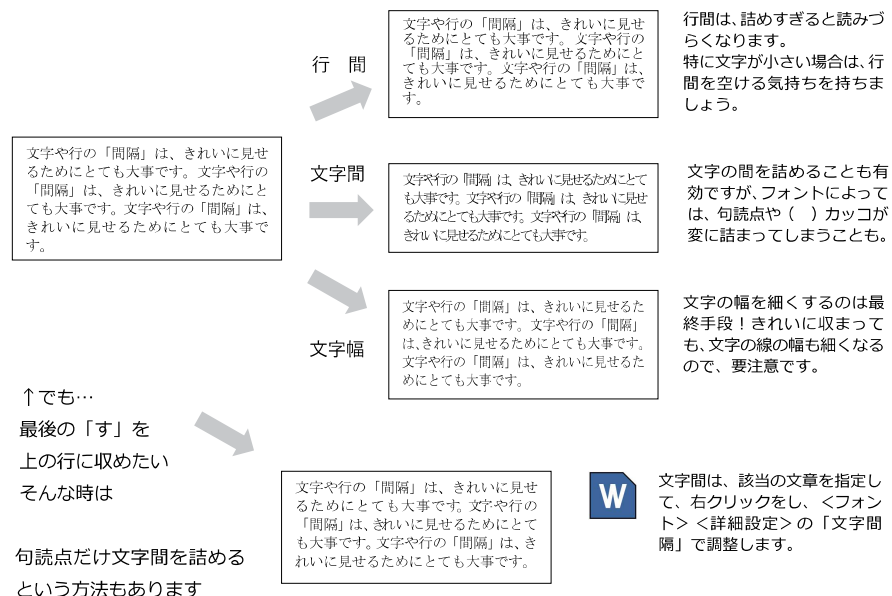 文字や行の「間隔」は、きれいに見せ
るためにとても大事です。文字や行の
「間隔」は、きれいに見せるためにと
ても大事です。文字や行の「間隔」は、
きれいに見せるためにとても大事で
す。
行　間
文字や行の「間隔」は、きれいに見せ
るためにとても大事です。文字や行の
「間隔」は、きれいに見せるためにと
ても大事です。文字や行の「間隔」は、
きれいに見せるためにとても大事で
す。
行間は、詰めすぎると読みづ
らくなります。
特に文字が小さい場合は、行
間を空ける気持ちを持ちま
しょう。
文字間
文字や行の「間隔」は、きれいに見せるためにとて
も大事です。文字や行の「間隔」は、きれいに見せ
るためにとても大事です。文字や行の「間隔」は、
きれいに見せるためにとても大事です。
文字の間を詰めることも有
効ですが、フォントによって
は、句読点や（　）カッコが
変に詰まってしまうことも。
文字幅
文字や行の「間隔」は、きれいに見せるた
めにとても大事です。文字や行の「間隔」
は、きれいに見せるためにとても大事です。
文字や行の「間隔」は、きれいに見せるた
めにとても大事です。
文字の幅を細くするのは最
終手段！きれいに収まって
も、文字の線の幅も細くなる
ので、要注意です。
↑でも…
最後の「す」を
上の行に収めたい
そんな時は
句読点だけ文字間を詰める
という方法もあります
文字や行の「間隔」は、きれいに見せ
るためにとても大事です。文字や行の
「間隔」は、きれいに見せるためにとて
も大事です。文字や行の「間隔」は、き
れいに見せるためにとても大事です。
W
文字間は、該当の文章を指定し
て、右クリックをし、＜フォン
ト＞＜詳細設定＞の「文字間
隔」で調整します。